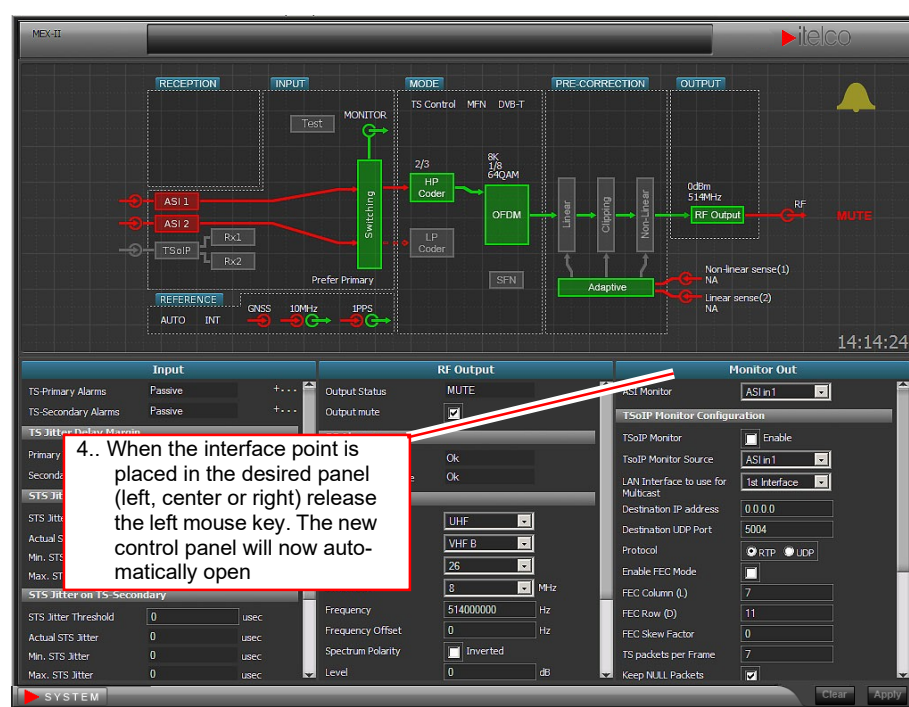 MEX-II
itelco
RECEPTION
INPUT
MODE
PRE-CORRECTION
OUTPUT
TS Control MFN DVB-T
Test
MONITOR
2/3
8K
1/8
64QAM
HP
Coder
ASI 1
ASI 2
TSoIP
Rx1
Rx2
Switching
LP
Coder
OFDM
Linear
Clipping
Non-Linear
0dBm
514MHz
RF Output
RF
MUTE
Prefer Primary
SFN
Adaptive
Non-linear sense(1)
NA
Linear sense(2)
NA
REFERENCE
AUTO INT
GNSS 10MHz 1PPS
14:14:24
Input
TS-Primary Alarms Passive +---
TS-Secondary Alarms Passive +---
TS Jitter Delay Margin
Primary
Seconda
STS Jit
STS Jitte
Actual S
Min. STS
Max. ST
STS Jitter on TS-Secondary
STS Jitter Threshold 0 usec
Actual STS Jitter 0 usec
Min. STS Jitter 0 usec
Max. STS Jitter 0 usec
4.. When the interface point is
placed in the desired panel
(left, center or right) release
the left mouse key. The new
control panel will now auto-
matically open
RF Output
Output Status MUTE
Output mute
Ok
e Ok
UHF
VHF B
26
8 MHz
Frequency 514000000 Hz
Frequency Offset 0 Hz
Spectrum Polarity Inverted
Level 0 dB
Monitor Out
ASI Monitor ASI in1
TSoIP Monitor Configuration
TSoIP Monitor Enable
TsoIP Monitor Source ASI in1
LAN Interface to use for 1st Interface
Multicast
Destination IP address 0.0.0.0
Destination UDP Port 5004
Protocol RTP UDP
Enable FEC Mode
FEC Column (L) 7
FEC Row (D) 11
FEC Skew Factor 0
TS packets per Frame 7
Keep NULL Packets
SYSTEM
Clear Apply